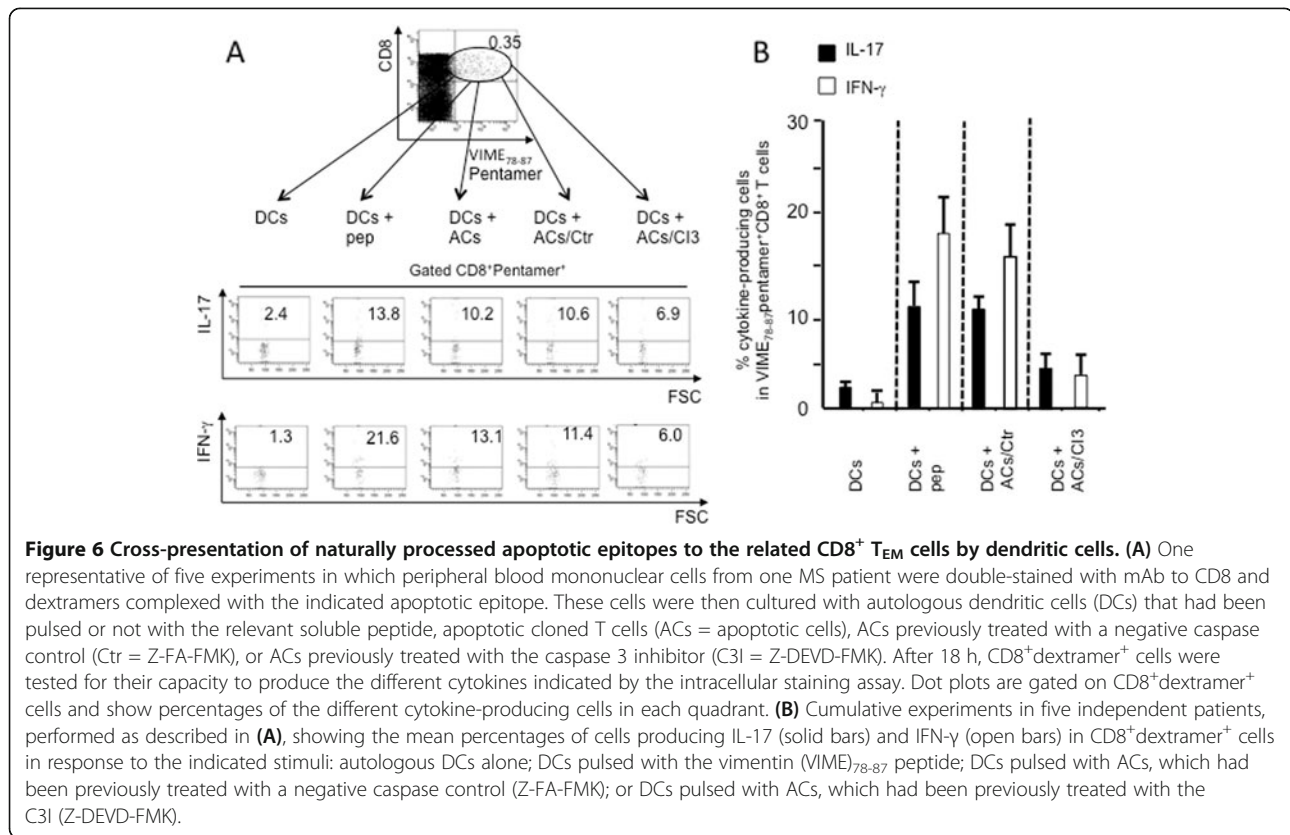 A
B
0.35
CD8
VIME78-87
Pentamer
DCs
DCs +
pep
DCs +
ACs
DCs +
ACs/Ctr
DCs +
ACs/CI3
Gated CD8+Pentamer+
IL-17
2.4
13.8
10.2
10.6
6.9
FSC
IFN-γ
1.3
21.6
13.1
11.4
6.0
FSC
IL-17
IFN-γ
% cytokine-producing cells
in VIME78-87pentamer+CD8+ T cells
30
20
10
0
DCs
DCs +
pep
DCs +
ACs/Ctr
DCs +
ACs/CI3
Figure 6 Cross-presentation of naturally processed apoptotic epitopes to the related CD8+ TEM cells by dendritic cells. (A) One
representative of five experiments in which peripheral blood mononuclear cells from one MS patient were double-stained with mAb to CD8 and
dextramers complexed with the indicated apoptotic epitope. These cells were then cultured with autologous dendritic cells (DCs) that had been
pulsed or not with the relevant soluble peptide, apoptotic cloned T cells (ACs = apoptotic cells), ACs previously treated with a negative caspase
control (Ctr = Z-FA-FMK), or ACs previously treated with the caspase 3 inhibitor (C3I = Z-DEVD-FMK). After 18 h, CD8+dextramer+ cells were
tested for their capacity to produce the different cytokines indicated by the intracellular staining assay. Dot plots are gated on CD8+dextramer+
cells and show percentages of the different cytokine-producing cells in each quadrant. (B) Cumulative experiments in five independent patients,
performed as described in (A), showing the mean percentages of cells producing IL-17 (solid bars) and IFN-γ (open bars) in CD8+dextramer+ cells
in response to the indicated stimuli: autologous DCs alone; DCs pulsed with the vimentin (VIME)78-87 peptide; DCs pulsed with ACs, which had
been previously treated with a negative caspase control (Z-FA-FMK); or DCs pulsed with ACs, which had been previously treated with the
C3I (Z-DEVD-FMK).